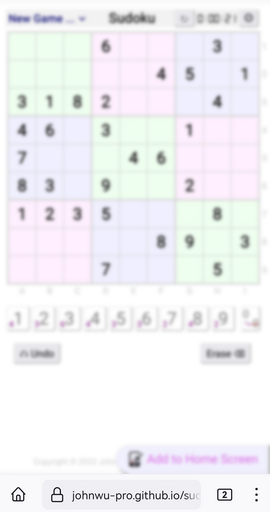 New Game ... Sudoku
6 3
4 5 1
3 1 8 2 4
4 6 3 1
7 4 6
8 3 9 2
1 2 3 5 8
8 9 3
7 5
1 2 3 4 5 6 7 8 9
Undo Erase
Add to Home Screen
johnwu-pro.github.io/sud 2